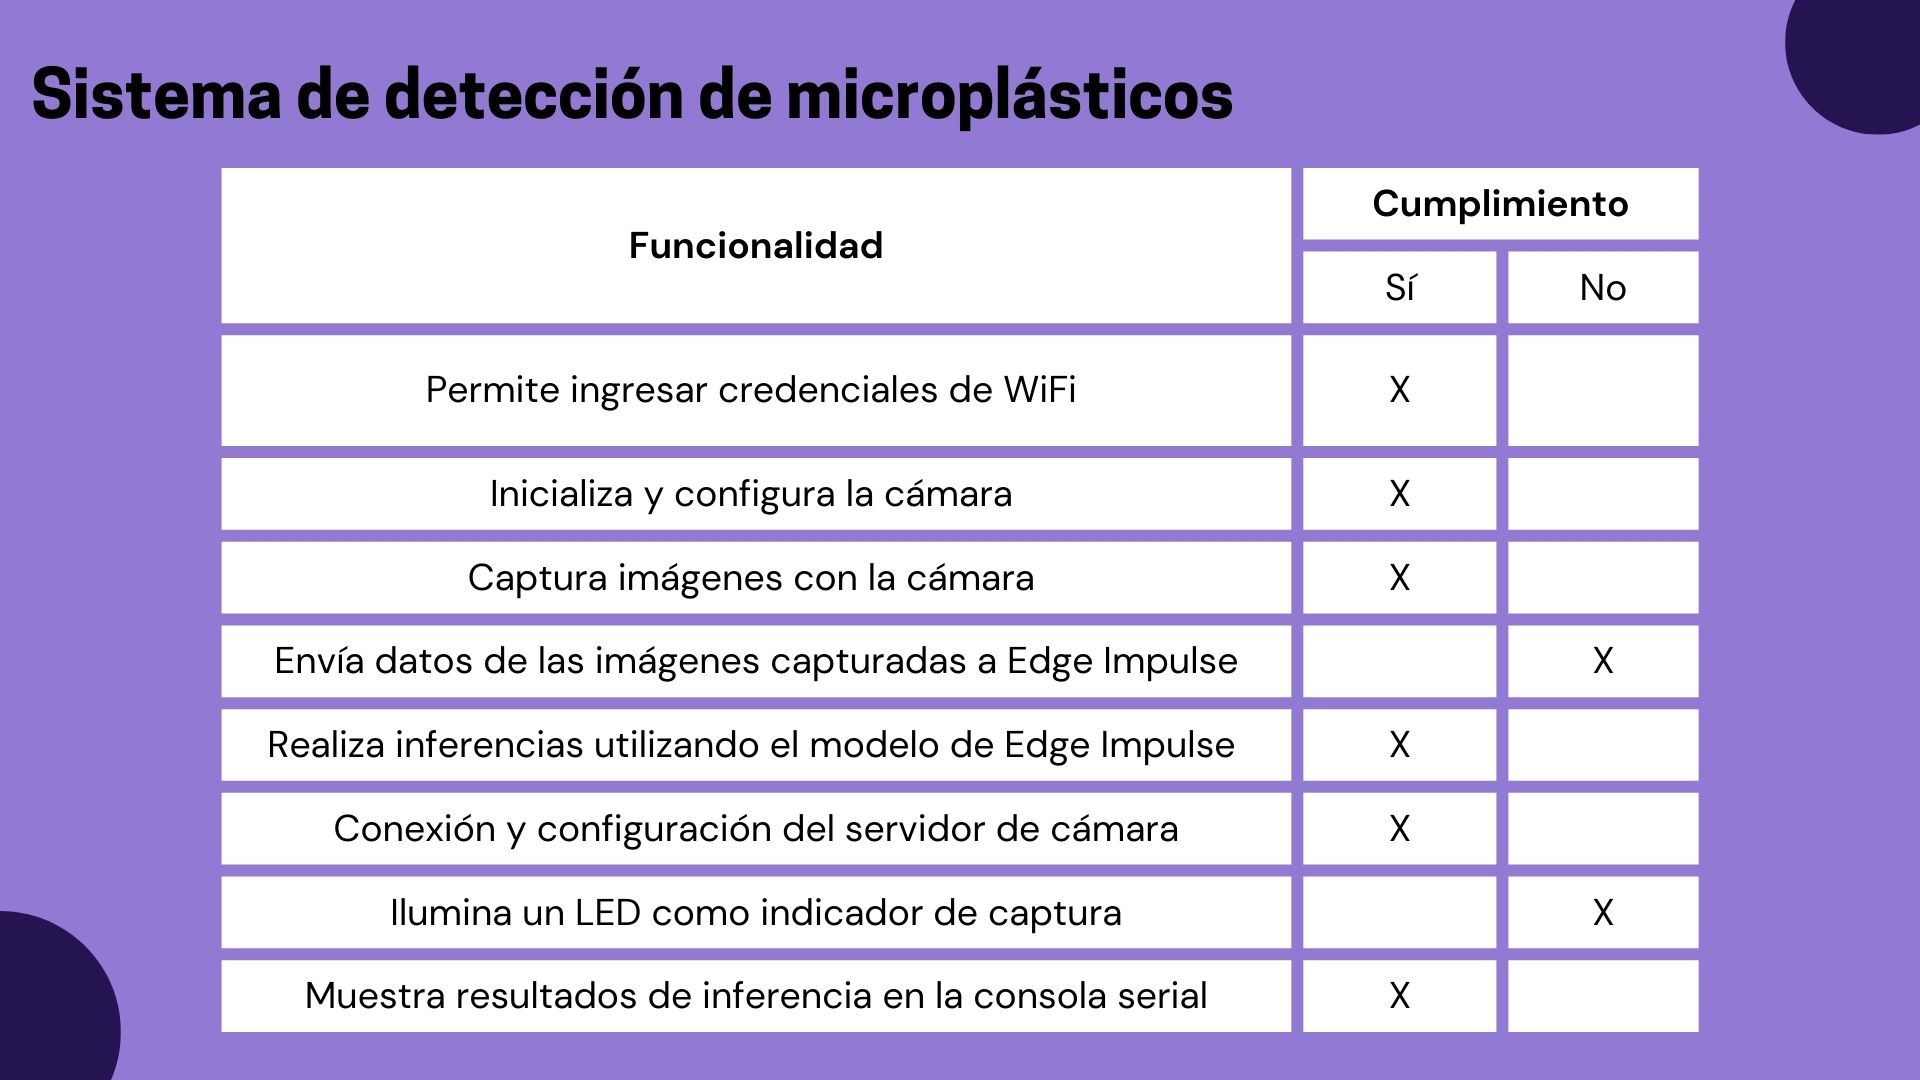 Sistema de detección de microplásticos
Funcionalidad
Cumplimiento
Sí
No
Permite ingresar credenciales de WiFi
X
Inicializa y configura la cámara
X
Captura imágenes con la cámara
X
Envía datos de las imágenes capturadas a Edge Impulse
X
Realiza inferencias utilizando el modelo de Edge Impulse
X
Conexión y configuración del servidor de cámara
X
Ilumina un LED como indicador de captura
X
Muestra resultados de inferencia en la consola serial
X